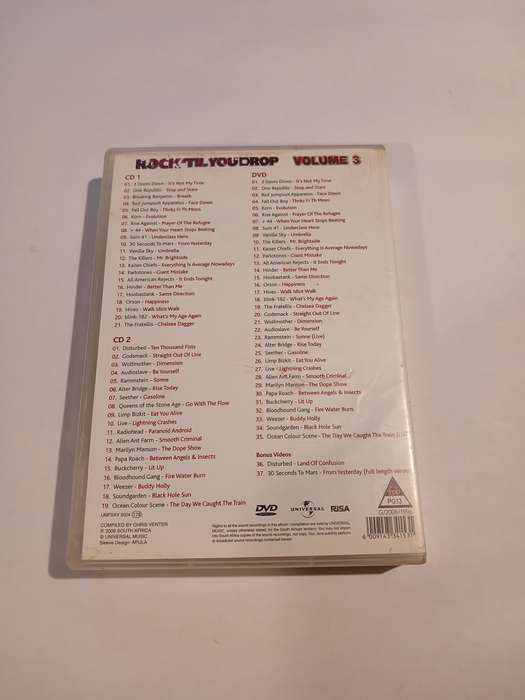 ROCK 'TIL YOU DROP VOLUME 3
CD 1
01. 3 Doors Down - It's Not My Time
02. One Republic - Stop and Stare
03. Breaking Benjamin - Breath
04. Red Jumpsuit Apparatus - Face Down
05. Fall Out Boy - Thnks Fr Th Mmrs
06. Korn - Evolution
07. Rise Against - Prayer Of The Refugee
08. + 44 - When Your Heart Stops Beating
09. Sum 41 - Underclass Hero
10. 30 Seconds To Mars - From Yesterday
11. Vanilla Sky - Umbrella
12. The Killers - Mr. Brightside
13. Kaiser Chiefs - Everything Is Average Nowadays
14. Parlotones - Giant Mistake
15. All American Rejects - It Ends Tonight
16. Hinder - Better Than Me
17. Hoobastank - Same Direction
18. Orson - Happiness
19. Hives - Walk Idiot Walk
20. blink-182 - What's My Age Again
21. The Fratellis - Chelsea Dagger
CD 2
01. Disturbed - Ten Thousand Fists
02. Godsmack - Straight Out Of Line
03. Wolfmother - Dimension
04. Audioslave - Be Yourself
05. Rammstein - Sonne
06. Alter Bridge - Rise Today
07. Seether - Gasoline
08. Queens of the Stone Age - Go With The Flow
09. Limp Bizkit - Eat You Alive
10. Live - Lightning Crashes
11. Radiohead - Paranoid Android
12. Alien Ant Farm - Smooth Criminal
13. Marilyn Manson - The Dope Show
14. Papa Roach - Between Angels & Insects
15. Buckcherry - Lit Up
16. Bloodhound Gang - Fire Water Burn
17. Weezer - Buddy Holly
18. Soundgarden - Black Hole Sun
19. Ocean Colour Scene - The Day We Caught The Train
COMPILED BY CHRIS VENTER
© 2008 SOUTH AFRICA
℗ UNIVERSAL MUSIC
Sleeve Design: APULA
DVD
01. 3 Doors Down - It's Not My Time
02. One Republic - Stop and Stare
03. Red Jumpsuit Apparatus - Face Down
04. Fall Out Boy - Thnks Fr Th Mmrs
05. Korn - Evolution
06. Rise Against - Prayer Of The Refugee
07. + 44 - When Your Heart Stops Beating
08. Sum 41 - Underclass Hero
09. Vanilla Sky - Umbrella
10. The Killers - Mr. Brightside
11. Kaiser Chiefs - Everything Is Average Nowadays
12. Parlotones - Giant Mistake
13. All American Rejects - It Ends Tonight
14. Hinder - Better Than Me
15. Hoobastank - Same Direction
16. Orson - Happiness
17. Hives - Walk Idiot Walk
18. blink-182 - What's My Age Again
19. The Fratellis - Chelsea Dagger
20. Godsmack - Straight Out Of Line
21. Wolfmother - Dimension
22. Audioslave - Be Yourself
23. Rammstein - Sonne (Live)
24. Alter Bridge - Rise Today
25. Seether - Gasoline
26. Limp Bizkit - Eat You Alive
27. Live - Lightning Crashes
28. Alien Ant Farm - Smooth Criminal
29. Marilyn Manson - The Dope Show
30. Papa Roach - Between Angels & Insects
31. Buckcherry - Lit Up
32. Bloodhound Gang - Fire Water Burn
33. Weezer - Buddy Holly
34. Soundgarden - Black Hole Sun
35. Ocean Colour Scene - The Day We Caught The Train
Bonus Videos
36. Disturbed - Land Of Confusion
37. 30 Seconds To Mars - From Yesterday (full length version)
DVD UNIVERSAL RISA
PG13